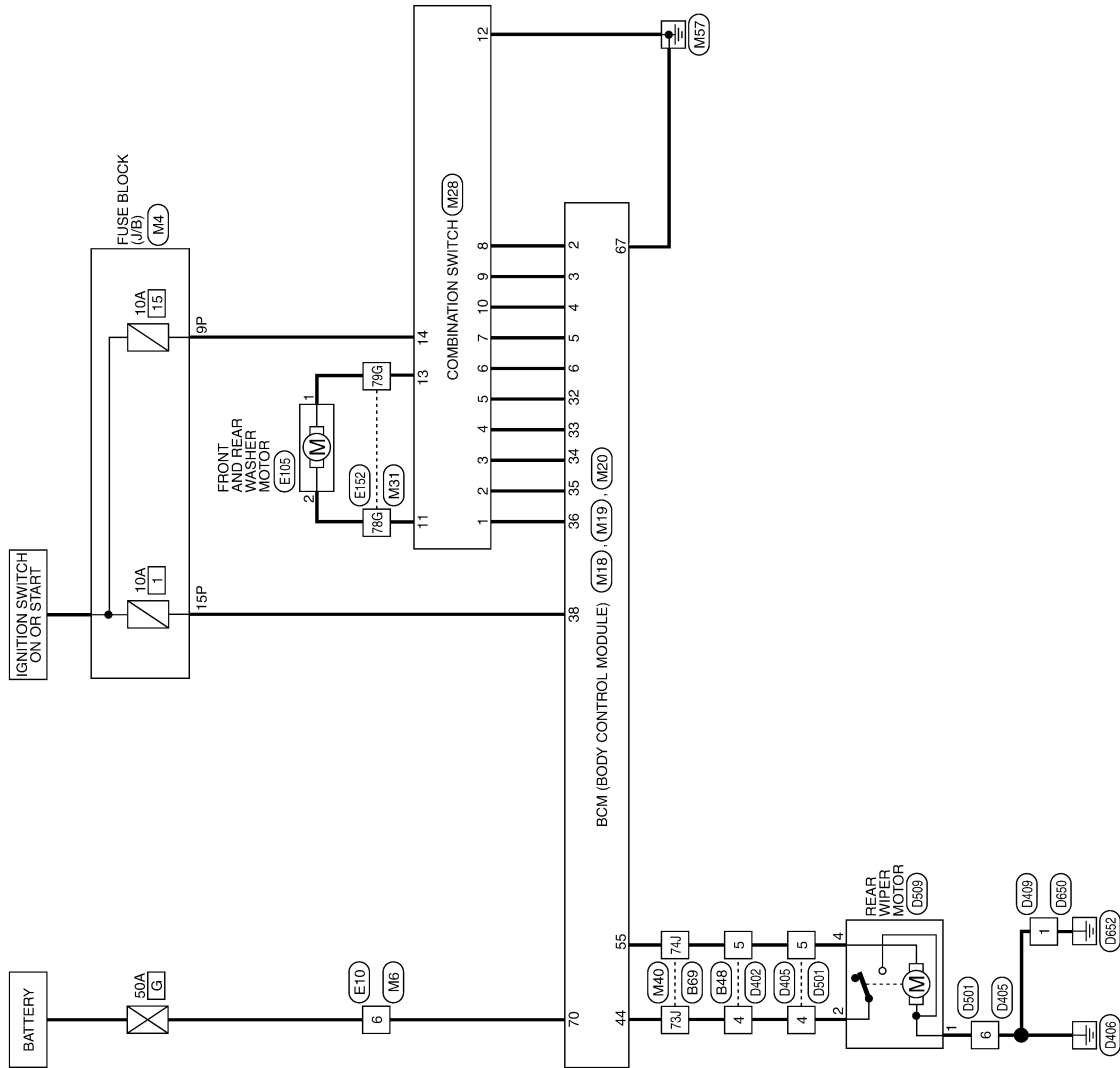 IGNITION SWITCH
ON OR START
FUSE BLOCK
(J/B)
M4
10A
1
10A
15
15P
9P
BATTERY
50A
G
E10
M6
6
FRONT
AND REAR
WASHER
MOTOR
E105
M
2
1
E152
M31
78G
79G
11
13
14
12
COMBINATION SWITCH
M28
1
2
3
4
5
6
7
10
9
8
M57
70
38
36
35
34
33
32
6
5
4
3
2
BCM (BODY CONTROL MODULE)
M18 , M19 , M20
67
44
55
73J
74J
M40
B69
4
5
B48
D402
4
5
D405
D501
2
4
REAR
WIPER
MOTOR
D509
M
1
6
D501
D405
D406
1
D409
D650
D652